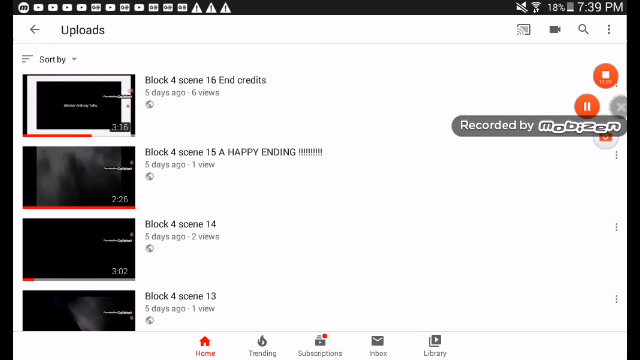 18% 7:39 PM
Uploads
Sort by
Block 4 scene 16 End credits
5 days ago · 6 views
3:16
Recorded by mobizen
Block 4 scene 15 A HAPPY ENDING !!!!!!!!!!
5 days ago · 1 view
2:26
Block 4 scene 14
5 days ago · 2 views
3:02
Block 4 scene 13
5 days ago · 1 view
Home Trending Subscriptions Inbox Library